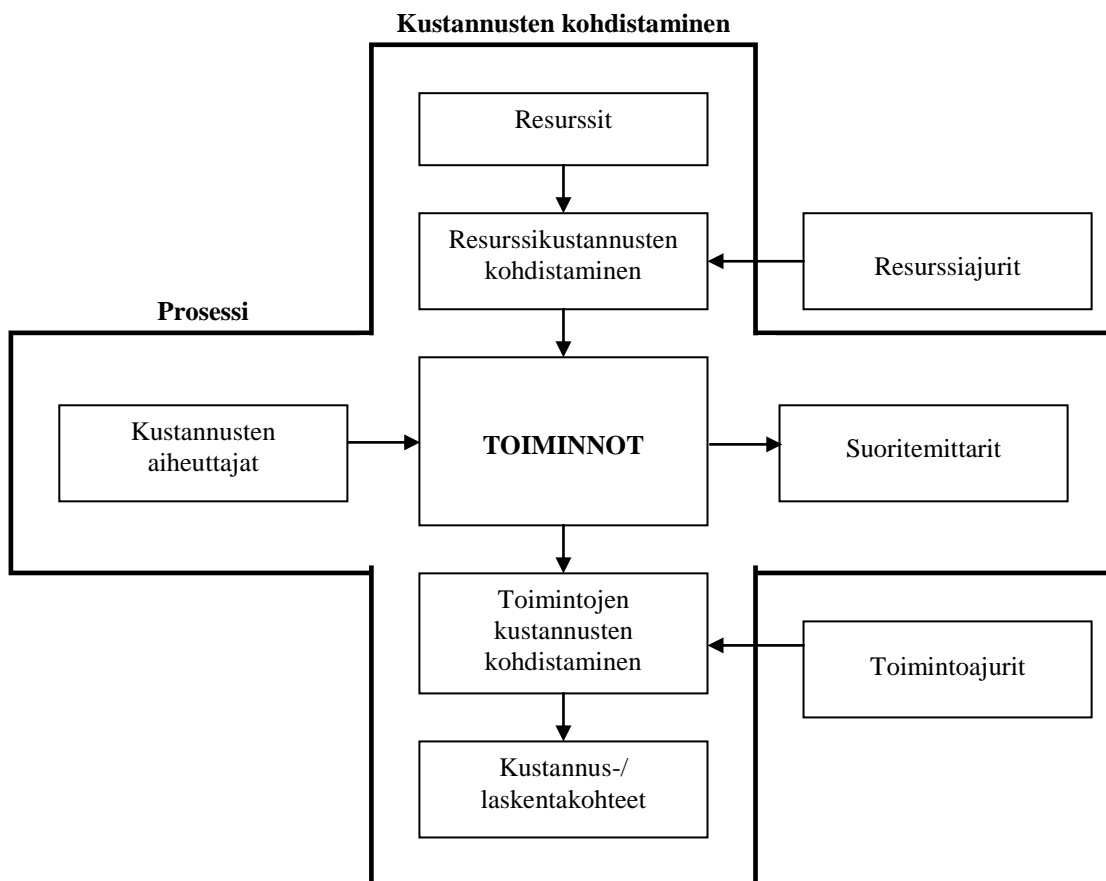 Kustannusten kohdistaminen
Resurssit
Resurssikustannusten
kohdistaminen
Resurssiajurit
Prosessi
Kustannusten
aiheuttajat
TOIMINNOT
Suoritemittarit
Toimintojen
kustannusten
kohdistaminen
Toimintoajurit
Kustannus-/
laskentakohteet